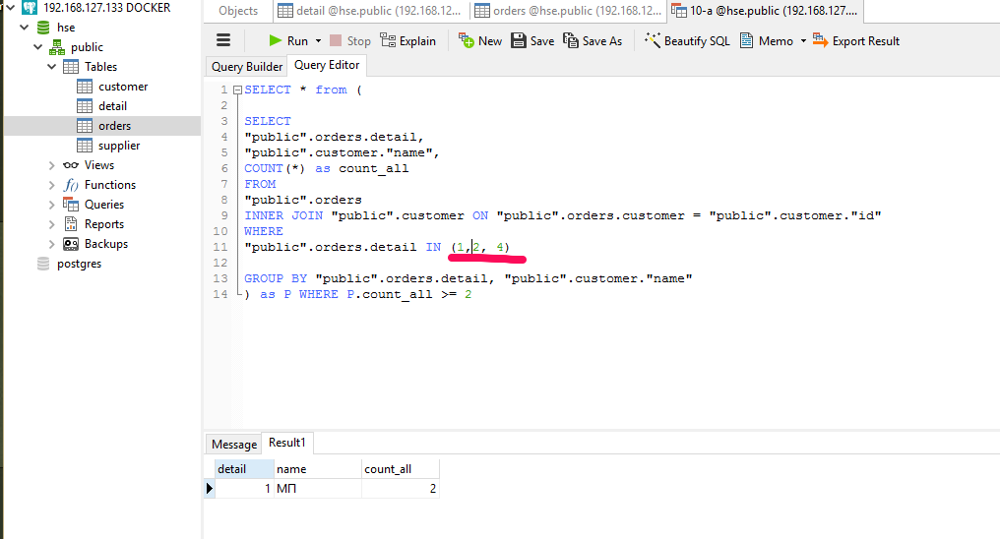 192.168.127.133 DOCKER
hse
public
Tables
customer
detail
orders
supplier
Views
Functions
Queries
Reports
Backups
postgres
Objects
detail @hse.public (192.168.12...
orders @hse.public (192.168.12...
10-a @hse.public (192.168.127....
Run
Stop
Explain
New
Save
Save As
Beautify SQL
Memo
Export Result
Query Builder
Query Editor
1 SELECT * from (
2
3 SELECT
4 "public".orders.detail,
5 "public".customer."name",
6 COUNT(*) as count_all
7 FROM
8 "public".orders
9 INNER JOIN "public".customer ON "public".orders.customer = "public".customer."id"
10 WHERE
11 "public".orders.detail IN (1,2, 4)
12
13 GROUP BY "public".orders.detail, "public".customer."name"
14 ) as P WHERE P.count_all >= 2
Message
Result1
detail name count_all
1 МП 2